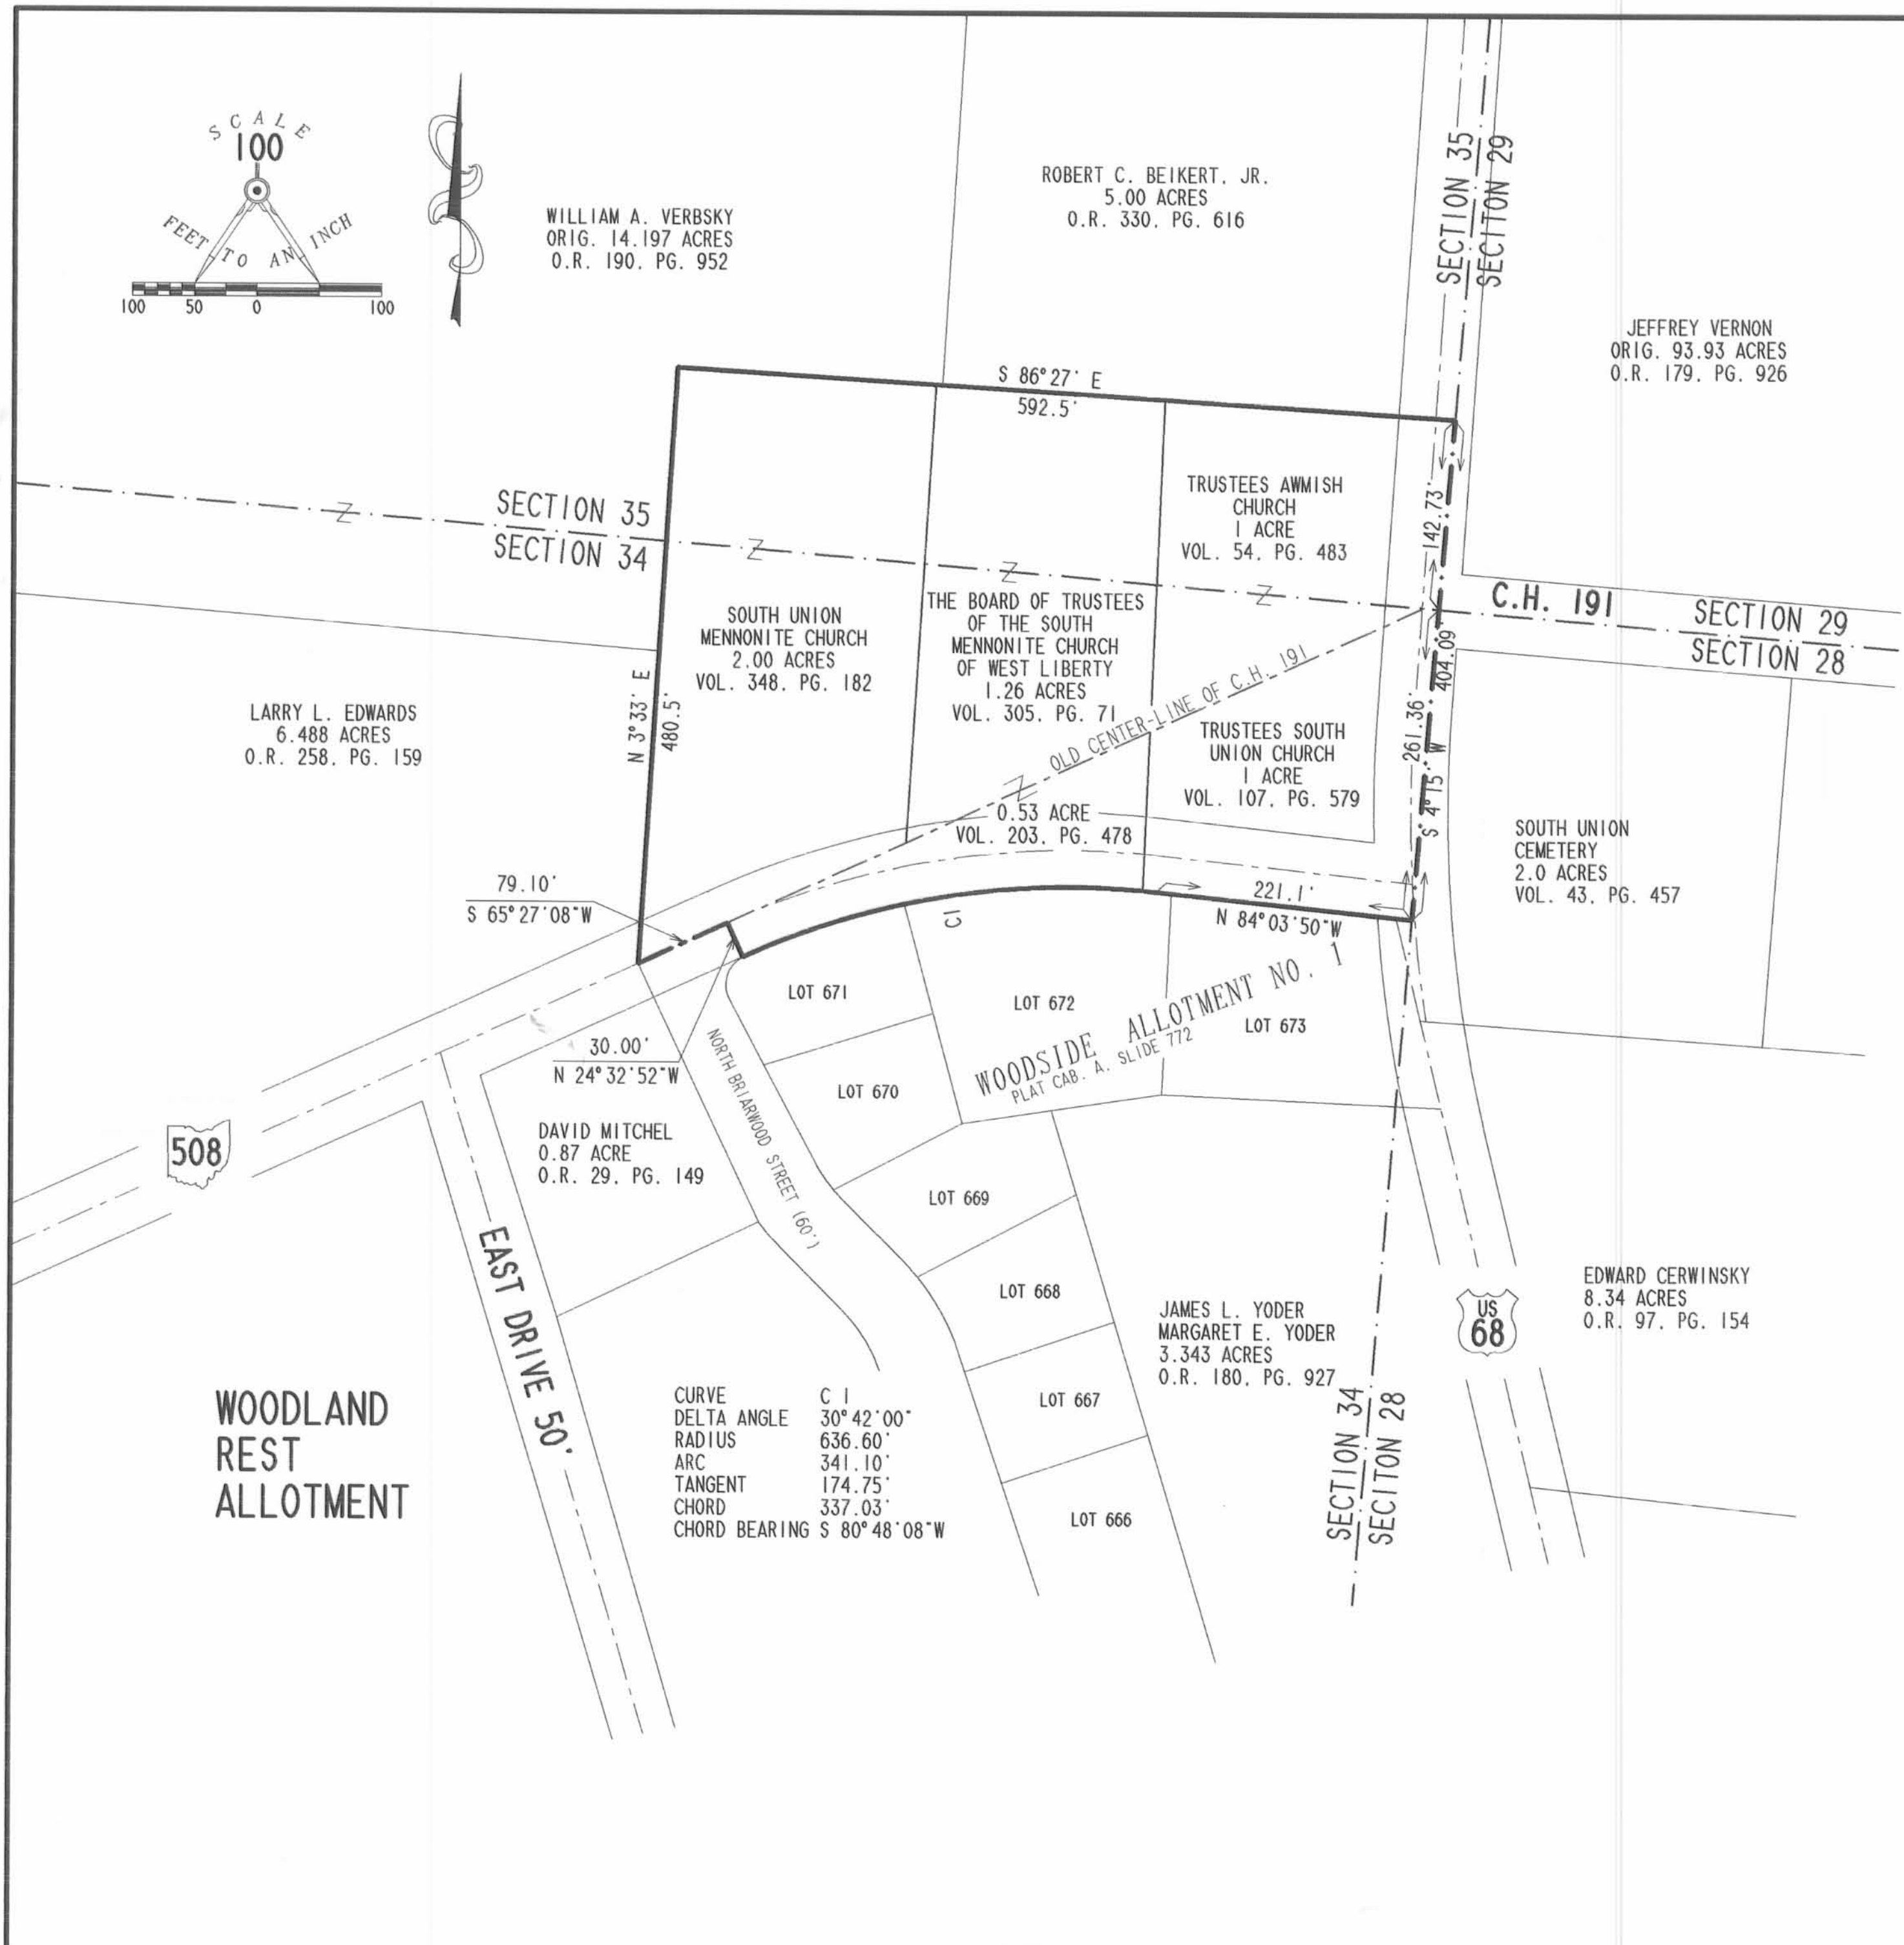 SCALE
100
FEET TO AN INCH
100 50 0 100
WILLIAM A. VERBSKY
ORIG. 14.197 ACRES
O.R. 190, PG. 952
ROBERT C. BEIKERT, JR.
5.00 ACRES
O.R. 330, PG. 616
SECTION 35
SECITON 29
JEFFREY VERNON
ORIG. 93.93 ACRES
O.R. 179, PG. 926
S 86°27' E
592.5'
SECTION 35
SECTION 34
TRUSTEES AWMISH
CHURCH
1 ACRE
VOL. 54, PG. 483
142.73'
C.H. 191
SECTION 29
SECTION 28
SOUTH UNION
MENNONITE CHURCH
2.00 ACRES
VOL. 348, PG. 182
THE BOARD OF TRUSTEES
OF THE SOUTH
MENNONITE CHURCH
OF WEST LIBERTY
1.26 ACRES
VOL. 305, PG. 71
OLD CENTER-LINE OF C.H. 191
404.09'
261.36'
S 4°15' W
N 3°33' E
480.5'
LARRY L. EDWARDS
6.488 ACRES
O.R. 258, PG. 159
TRUSTEES SOUTH
UNION CHURCH
1 ACRE
VOL. 107, PG. 579
0.53 ACRE
VOL. 203, PG. 478
SOUTH UNION
CEMETERY
2.0 ACRES
VOL. 43, PG. 457
79.10'
S 65°27'08"W
221.1'
N 84°03'50"W
C1
LOT 671
LOT 672
LOT 673
WOODSIDE ALLOTMENT NO. 1
PLAT CAB. A, SLIDE 772
30.00'
N 24°32'52"W
NORTH BRIARWOOD STREET (60')
LOT 670
508
DAVID MITCHEL
0.87 ACRE
O.R. 29, PG. 149
LOT 669
EAST DRIVE 50'
LOT 668
JAMES L. YODER
MARGARET E. YODER
3.343 ACRES
O.R. 180, PG. 927
US
68
EDWARD CERWINSKY
8.34 ACRES
O.R. 97, PG. 154
WOODLAND
REST
ALLOTMENT
CURVE C 1
DELTA ANGLE 30°42'00"
RADIUS 636.60'
ARC 341.10'
TANGENT 174.75'
CHORD 337.03'
CHORD BEARING S 80°48'08"W
LOT 667
SECTION 34
SECITON 28
LOT 666